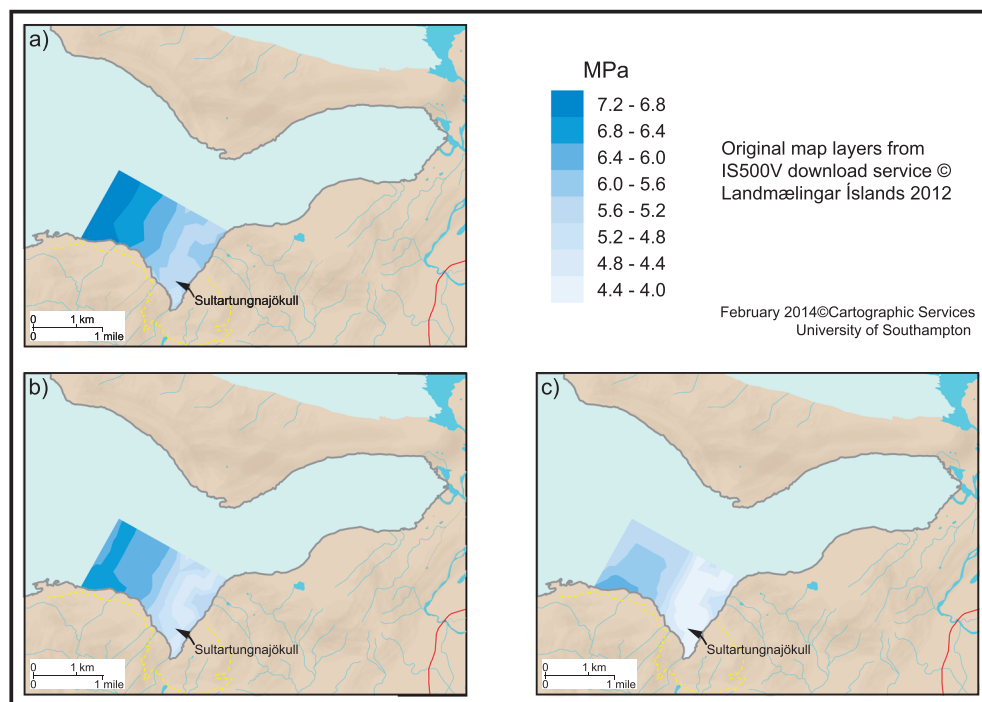 a)
Sultartungnajökull
0 1 km
0 1 mile
MPa
7.2 - 6.8
6.8 - 6.4
6.4 - 6.0
6.0 - 5.6
5.6 - 5.2
5.2 - 4.8
4.8 - 4.4
4.4 - 4.0
Original map layers from
IS500V download service ©
Landmælingar Íslands 2012
February 2014©Cartographic Services
University of Southampton
b)
Sultartungnajökull
0 1 km
0 1 mile
c)
Sultartungnajökull
0 1 km
0 1 mile